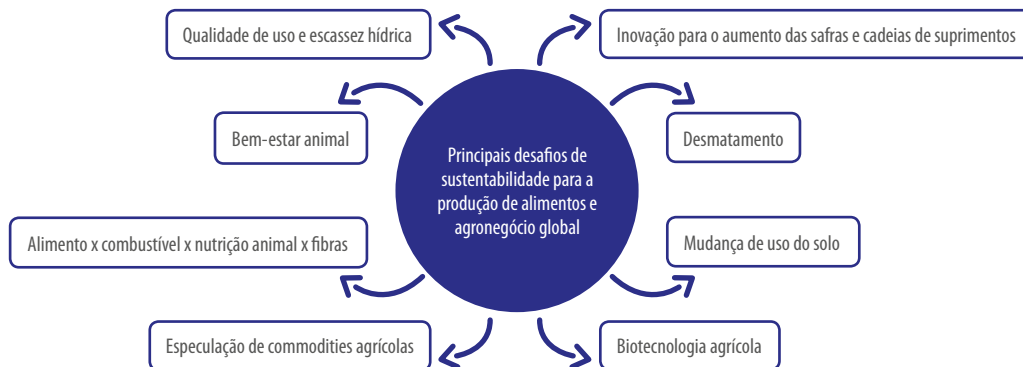 Qualidade de uso e escassez hídrica
Inovação para o aumento das safras e cadeias de suprimentos
Bem-estar animal
Desmatamento
Principais desafios de
sustentabilidade para a
produção de alimentos e
agronegócio global
Alimento x combustível x nutrição animal x fibras
Mudança de uso do solo
Especulação de commodities agrícolas
Biotecnologia agrícola